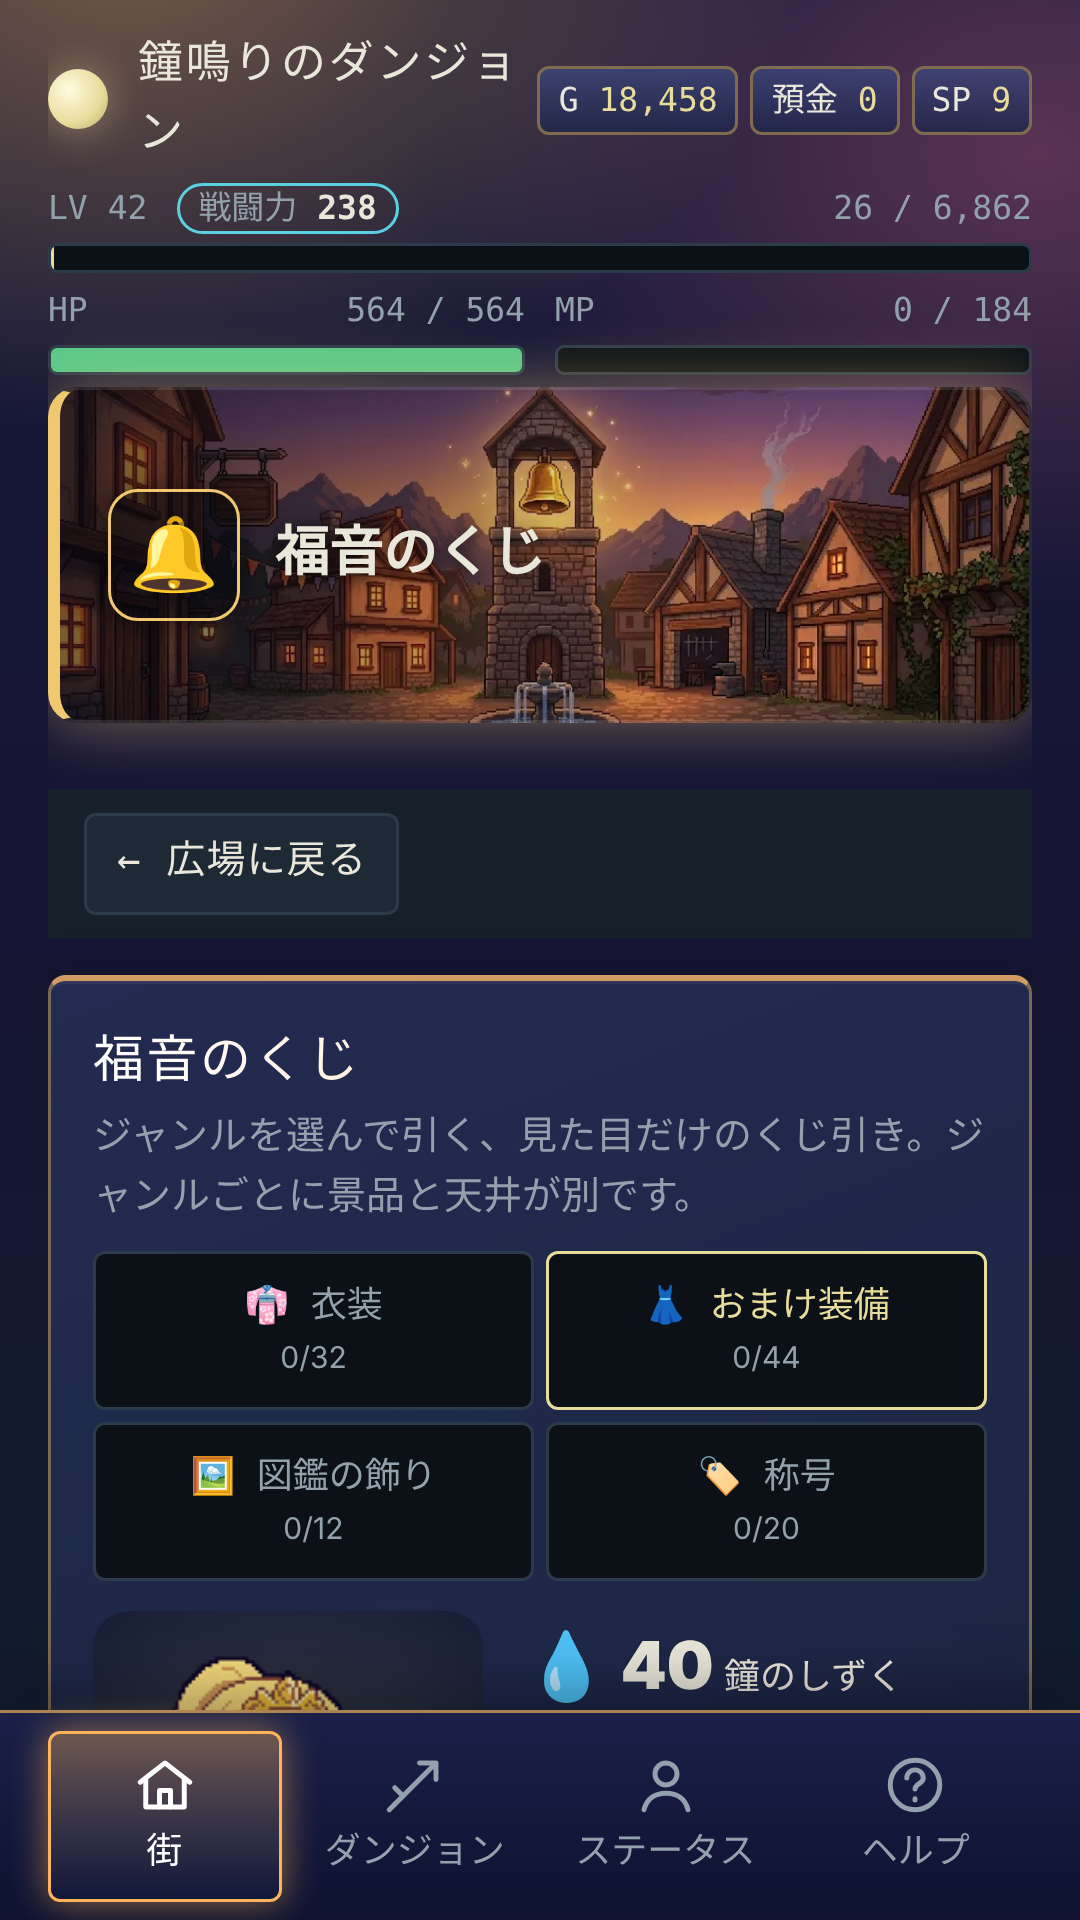 鐘鳴りのダンジョ
ン
G 18,458
預金 0
SP 9
LV 42 戦闘力 238 26 / 6,862
HP 564 / 564 MP 0 / 184
福音のくじ
← 広場に戻る
福音のくじ
ジャンルを選んで引く、見た目だけのくじ引き。ジ
ャンルごとに景品と天井が別です。
衣装
0/32
おまけ装備
0/44
図鑑の飾り
0/12
称号
0/20
40 鐘のしずく
街
ダンジョン
ステータス
ヘルプ